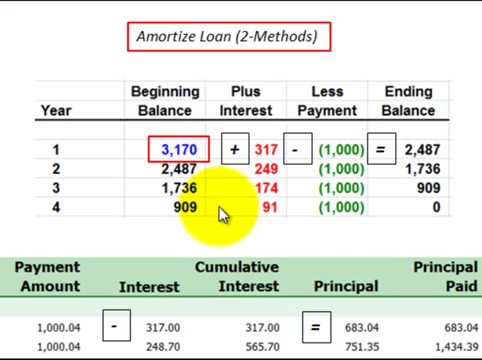 Amortize Loan (2-Methods)
Beginning Plus Less Ending
Year Balance Interest Payment Balance
1 3,170 + 317 - (1,000) = 2,487
2 2,487 249 (1,000) 1,736
3 1,736 174 (1,000) 909
4 909 91 (1,000) 0
Payment Cumulative Principal
Amount Interest Interest Principal Paid
1,000.04 - 317.00 317.00 = 683.04 683.04
1,000.04 248.70 565.70 751.35 1,434.39